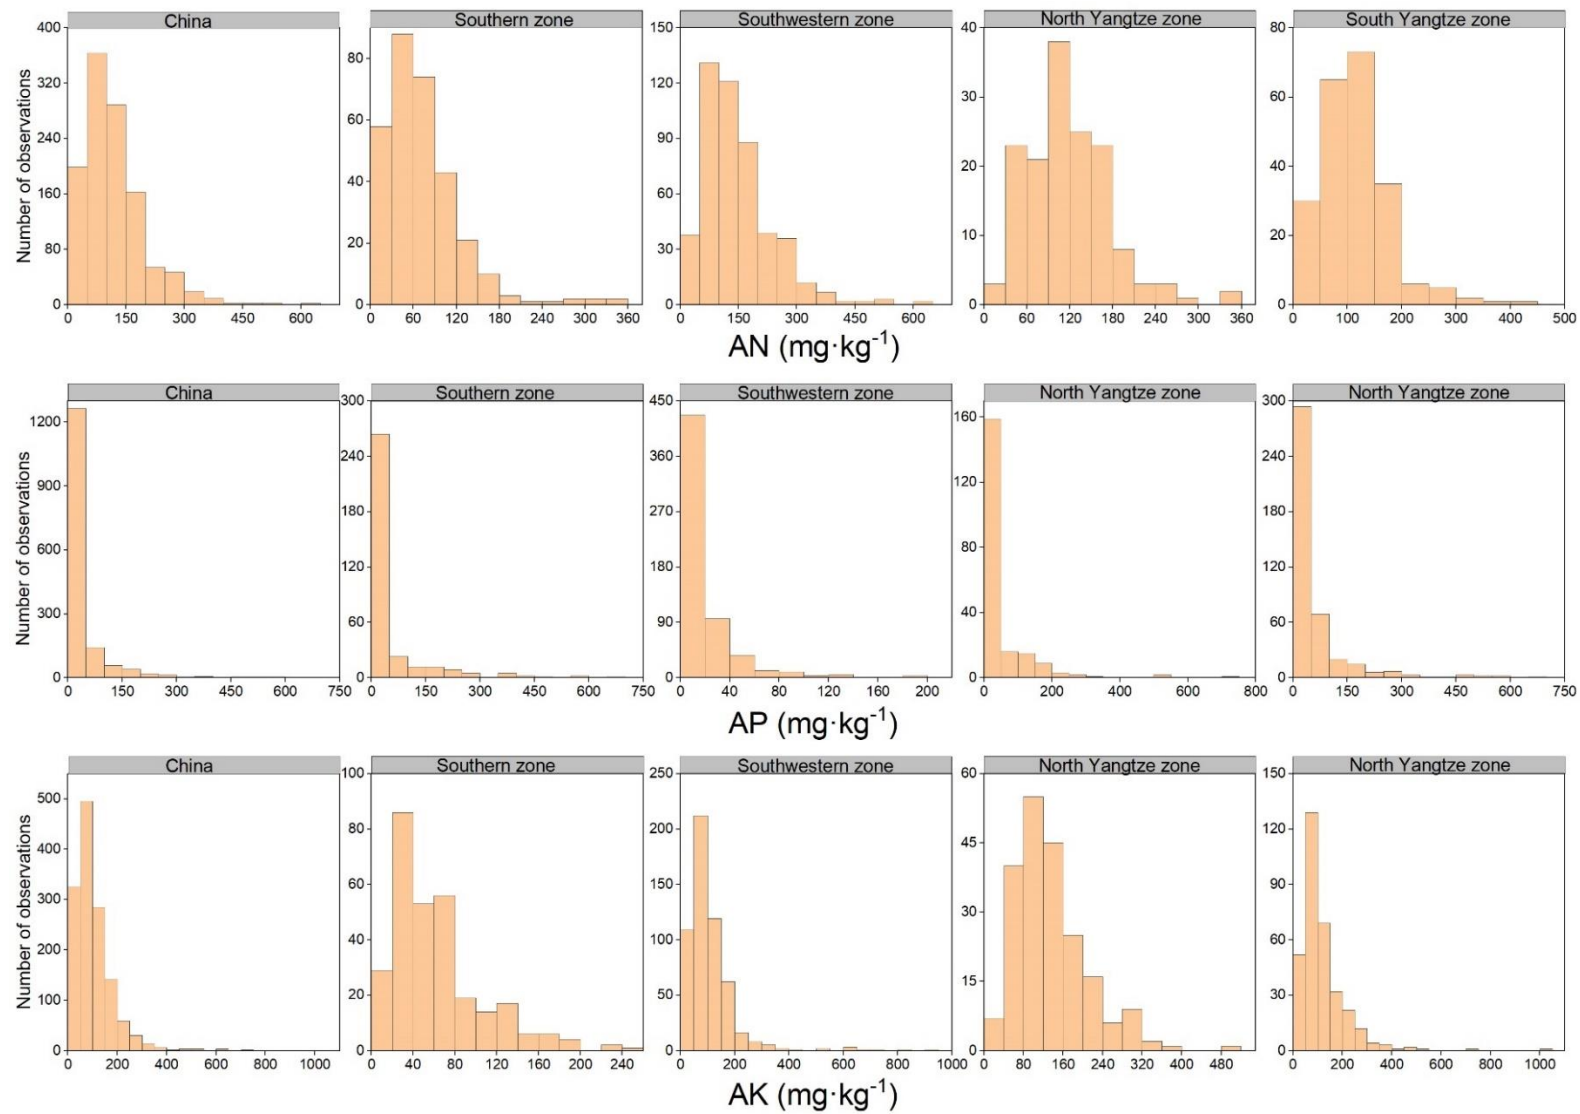 China
Southern zone
Southwestern zone
North Yangtze zone
South Yangtze zone
Number of observations
400
320
240
160
80
0
0 150 300 450 600
80
60
40
20
0
0 60 120 180 240 300 360
150
120
90
60
30
0
0 150 300 450 600
40
30
20
10
0
0 60 120 180 240 300 360
80
60
40
20
0
0 100 200 300 400 500
AN (mg·kg⁻¹)
China
Southern zone
Southwestern zone
North Yangtze zone
North Yangtze zone
Number of observations
1200
900
600
300
0
0 150 300 450 600 750
300
240
180
120
60
0
0 150 300 450 600 750
450
360
270
180
90
0
0 40 80 120 160 200
160
120
80
40
0
0 200 400 600 800
300
240
180
120
60
0
0 150 300 450 600 750
AP (mg·kg⁻¹)
China
Southern zone
Southwestern zone
North Yangtze zone
North Yangtze zone
Number of observations
500
400
300
200
100
0
0 200 400 600 800 1000
100
80
60
40
20
0
0 40 80 120 160 200 240
250
200
150
100
50
0
0 200 400 600 800 1000
60
45
30
15
0
0 80 160 240 320 400 480
150
120
90
60
30
0
0 200 400 600 800 1000
AK (mg·kg⁻¹)